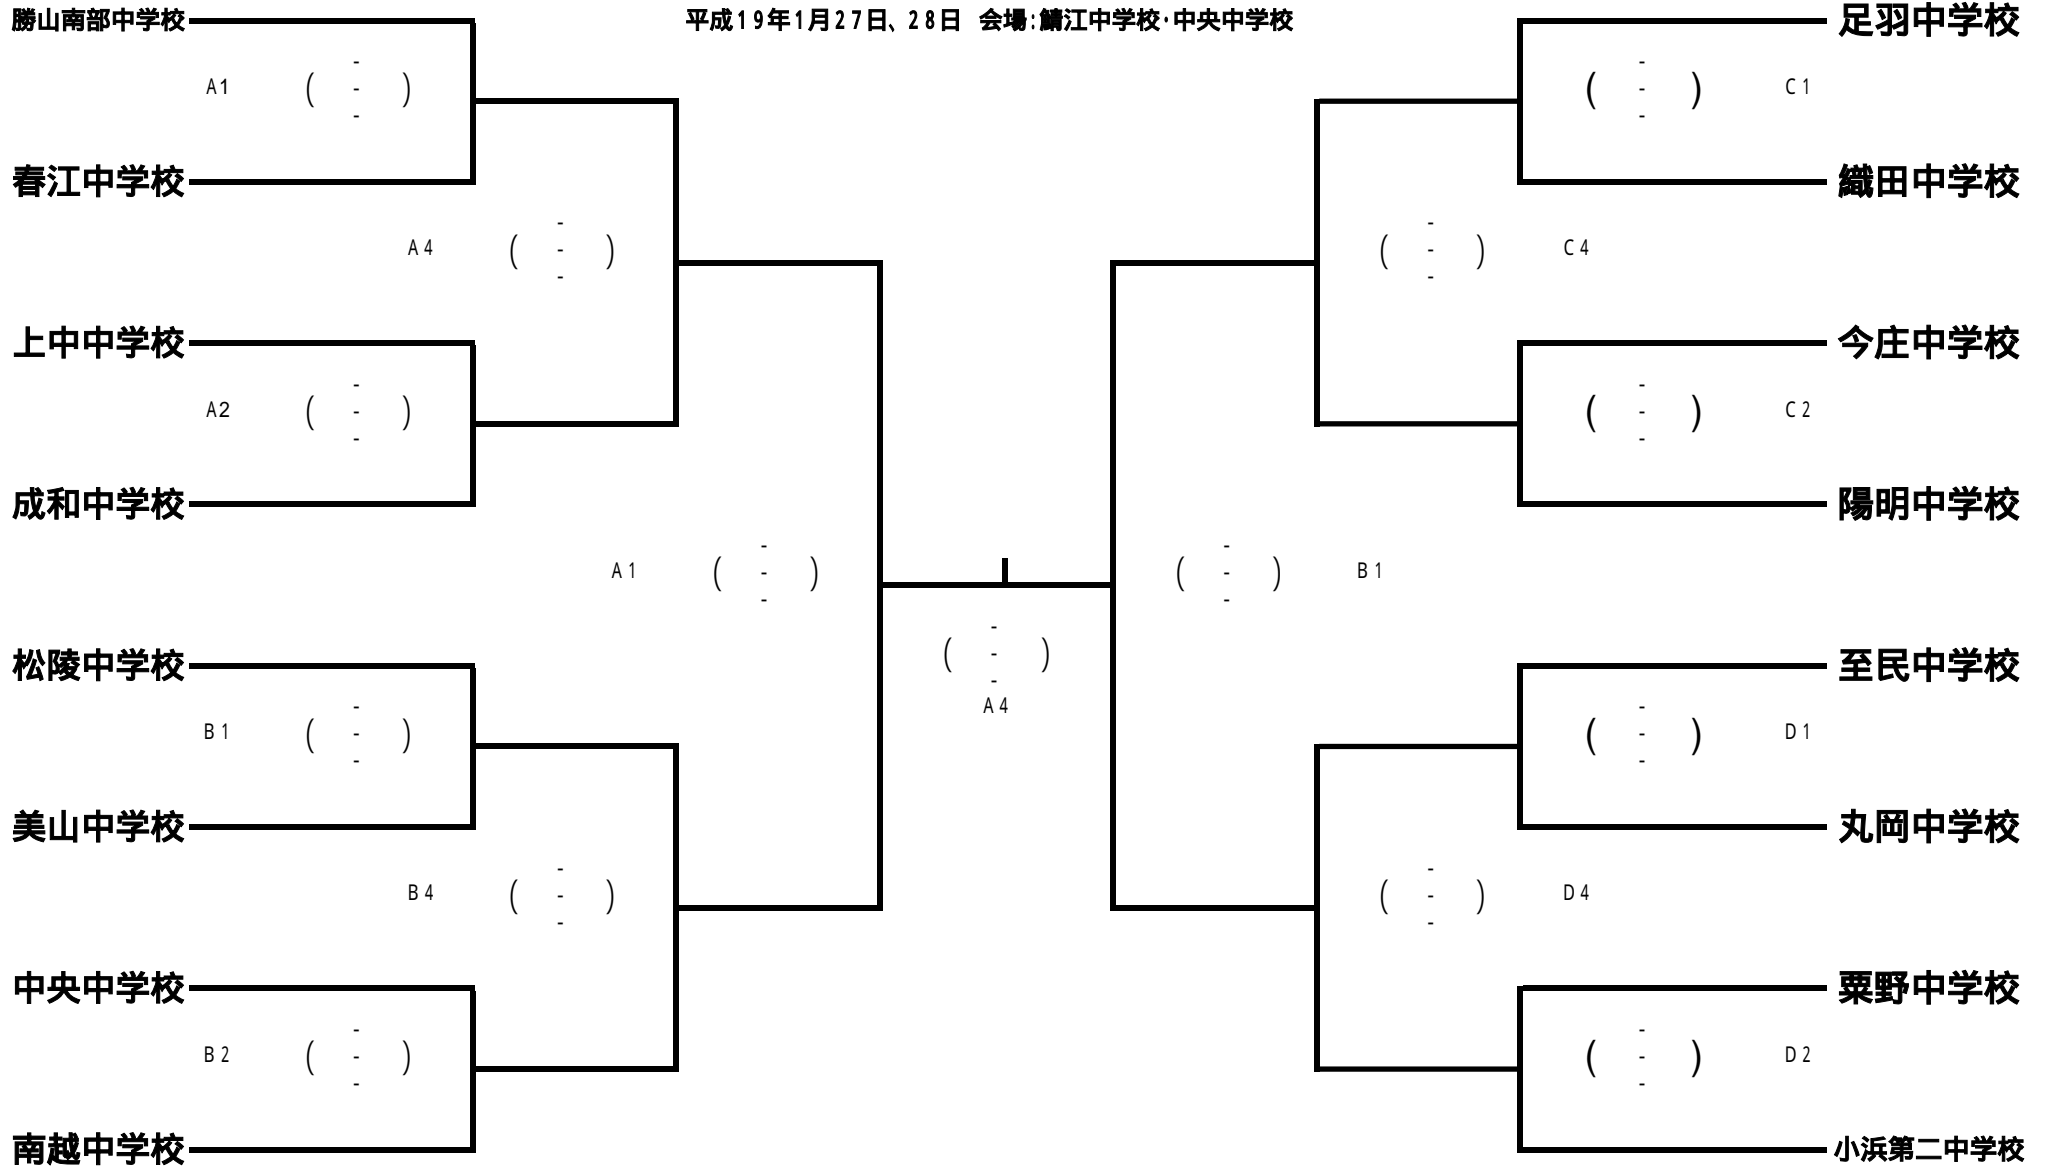 平成19年1月27日、28日 会場:鯖江中学校・中央中学校
勝山南部中学校
A1 ( - - - )
春江中学校
A4 ( - - - )
上中中学校
A2 ( - - - )
成和中学校
A1 ( - - - )
松陵中学校
B1 ( - - - )
美山中学校
B4 ( - - - )
中央中学校
B2 ( - - - )
南越中学校
( - - - )
A4
足羽中学校
( - - - ) C1
織田中学校
( - - - ) C4
今庄中学校
( - - - ) C2
陽明中学校
( - - - ) B1
至民中学校
( - - - ) D1
丸岡中学校
( - - - ) D4
粟野中学校
( - - - ) D2
小浜第二中学校